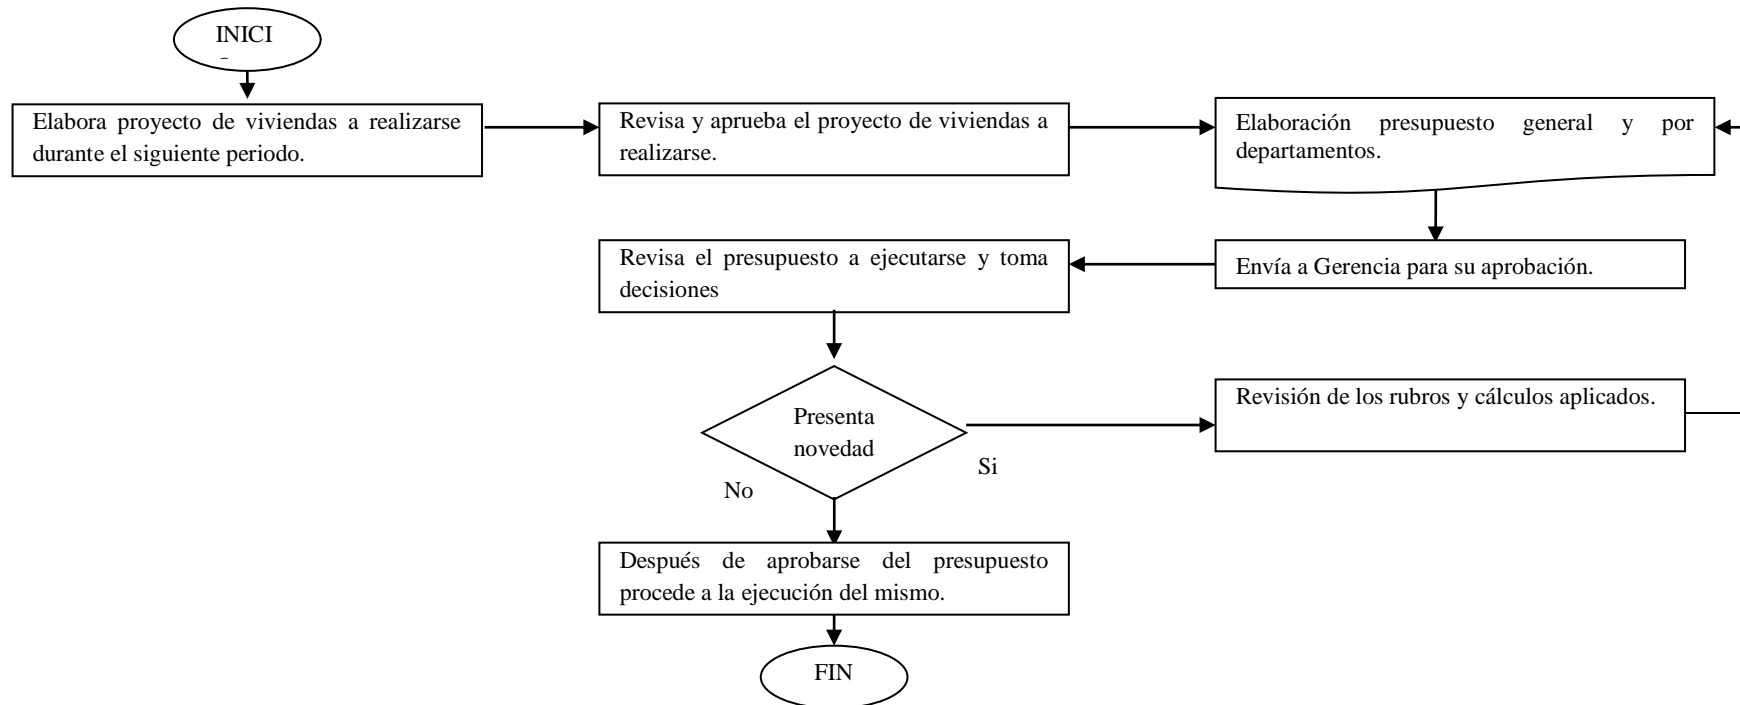 INICI
Elabora proyecto de viviendas a realizarse
durante el siguiente periodo.
Revisa y aprueba el proyecto de viviendas a
realizarse.
Elaboración presupuesto general y por
departamentos.
Revisa el presupuesto a ejecutarse y toma
decisiones
Envía a Gerencia para su aprobación.
Presenta
novedad
Revisión de los rubros y cálculos aplicados.
Si
No
Después de aprobarse del presupuesto
procede a la ejecución del mismo.
FIN